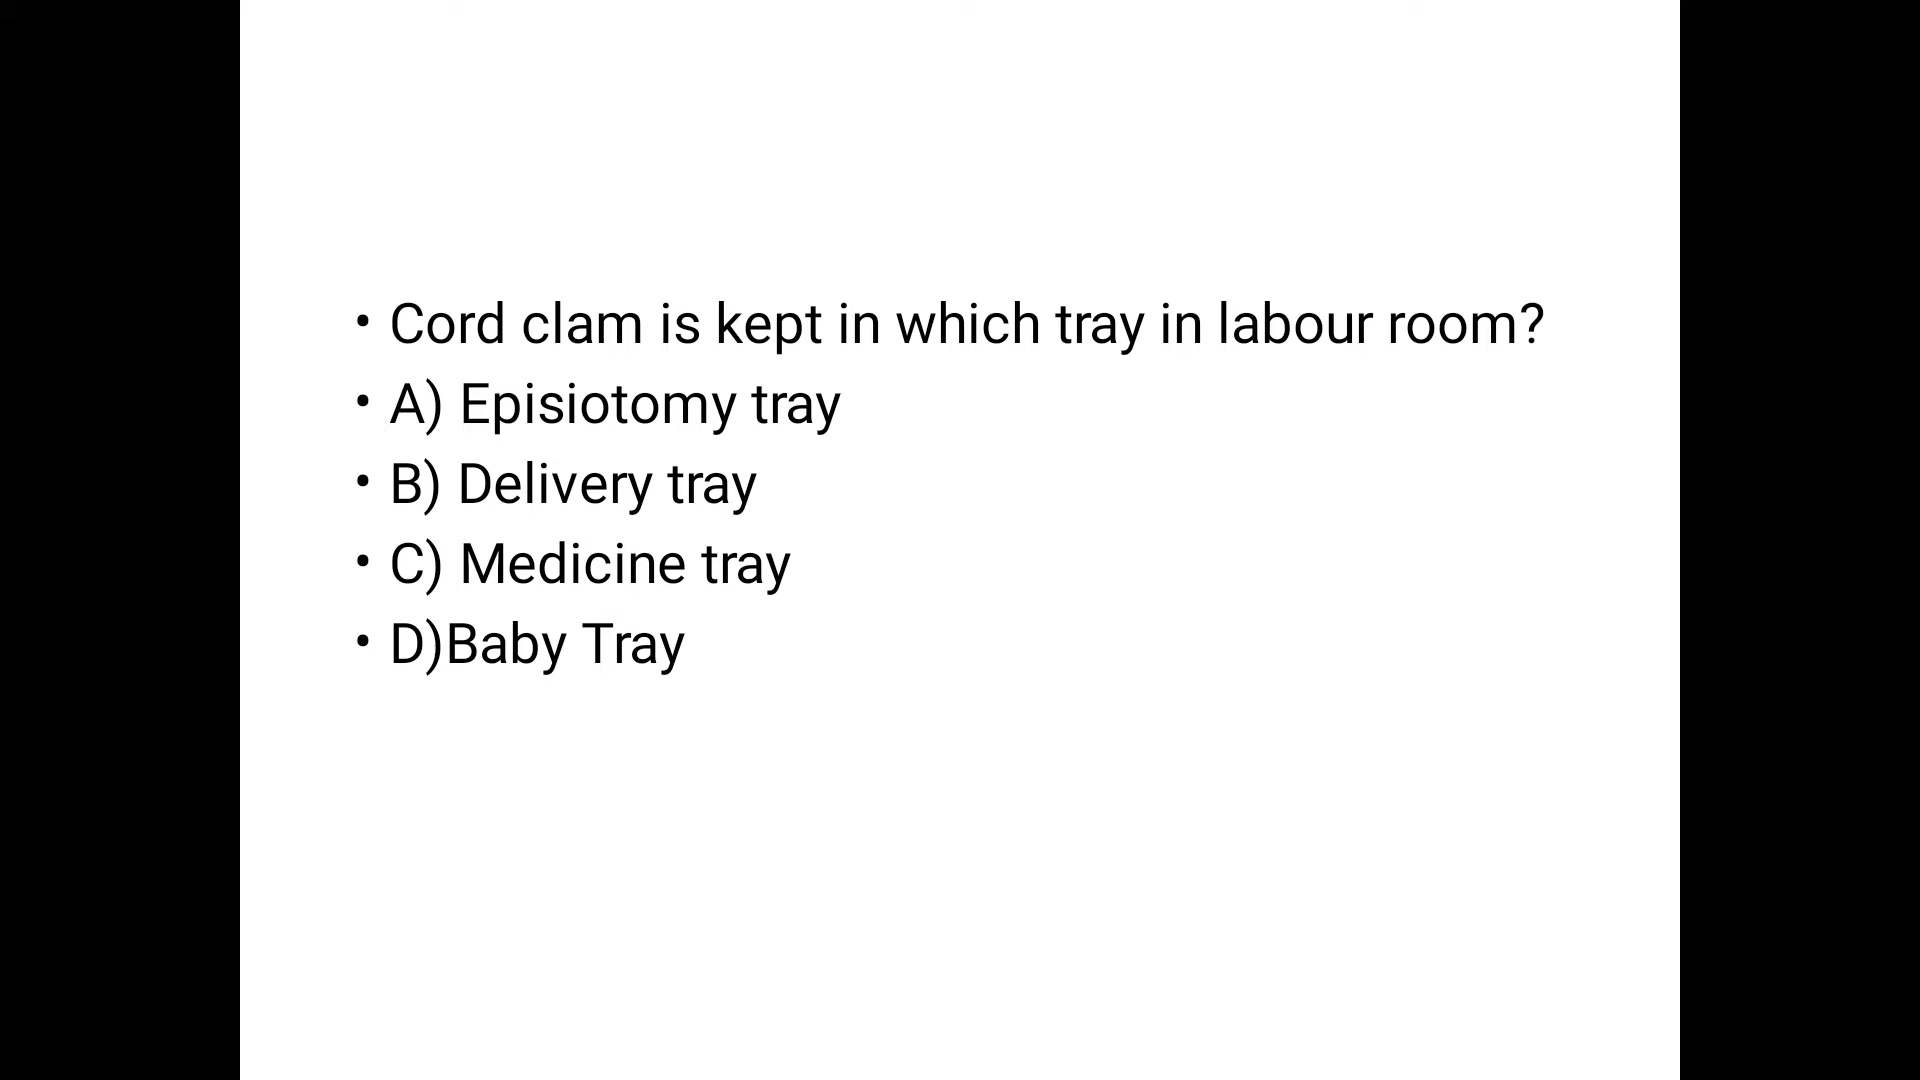 • Cord clam is kept in which tray in labour room?
• A) Episiotomy tray
• B) Delivery tray
• C) Medicine tray
• D)Baby Tray